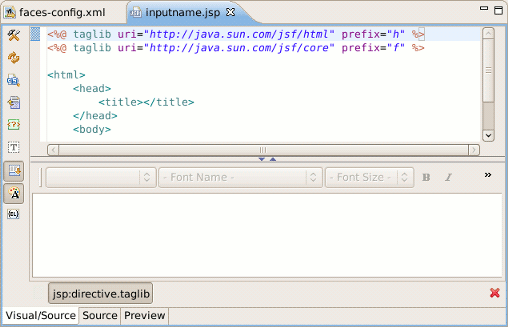 faces-config.xml inputname.jsp
<%@ taglib uri="http://java.sun.com/jsf/html" prefix="h" %>
<%@ taglib uri="http://java.sun.com/jsf/core" prefix="f" %>
<html>
<head>
<title></title>
</head>
<body>
- Font Name - - Font Size - B I »
jsp:directive.taglib
Visual/Source Source Preview